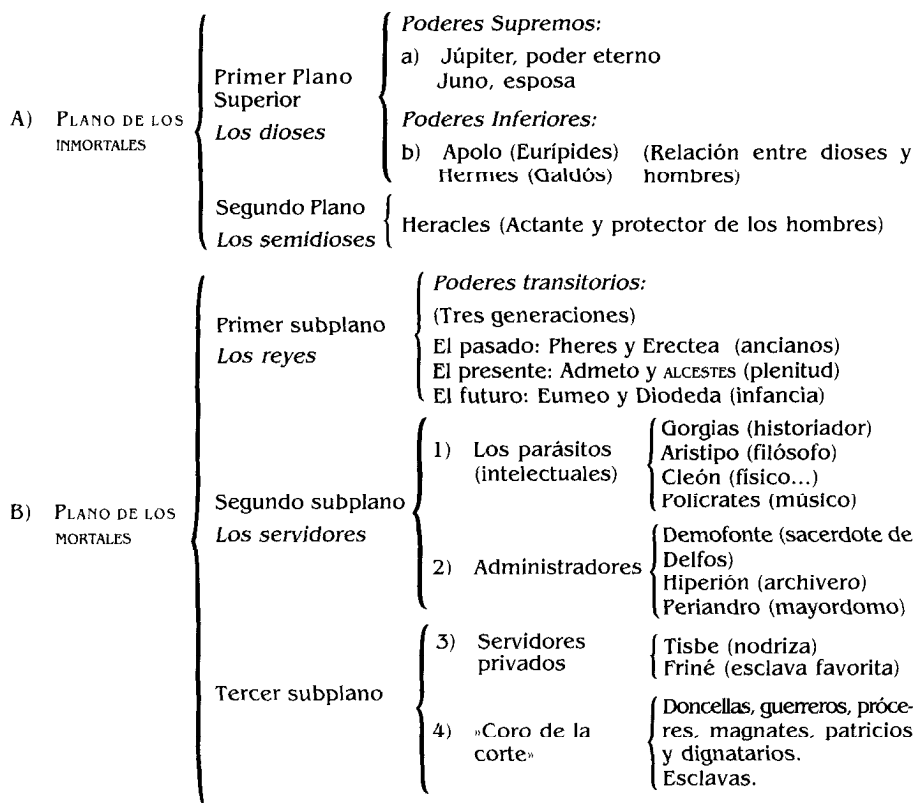 A) PLANO DE LOS INMORTALES
Primer Plano
Superior
Los dioses
Poderes Supremos:
a) Júpiter, poder eterno
Juno, esposa
Poderes Inferiores:
b) Apolo (Eurípides) (Relación entre dioses y
Hermes (Galdós) hombres)
Segundo Plano
Los semidioses
Heracles (Actante y protector de los hombres)
B) PLANO DE LOS MORTALES
Primer subplano
Los reyes
Poderes transitorios:
(Tres generaciones)
El pasado: Pheres y Erectea (ancianos)
El presente: Admeto y ALCESTES (plenitud)
El futuro: Eumeo y Diodeda (infancia)
Segundo subplano
Los servidores
1) Los parásitos
(intelectuales)
Gorgias (historiador)
Aristipo (filósofo)
Cleón (físico...)
Polícrates (músico)
2) Administradores
Demofonte (sacerdote de
Delfos)
Hiperión (archivero)
Periandro (mayordomo)
Tercer subplano
3) Servidores
privados
Tisbe (nodriza)
Friné (esclava favorita)
4) »Coro de la
corte»
Doncellas, guerreros, próce-
res, magnates, patricios
y dignatarios.
Esclavas.